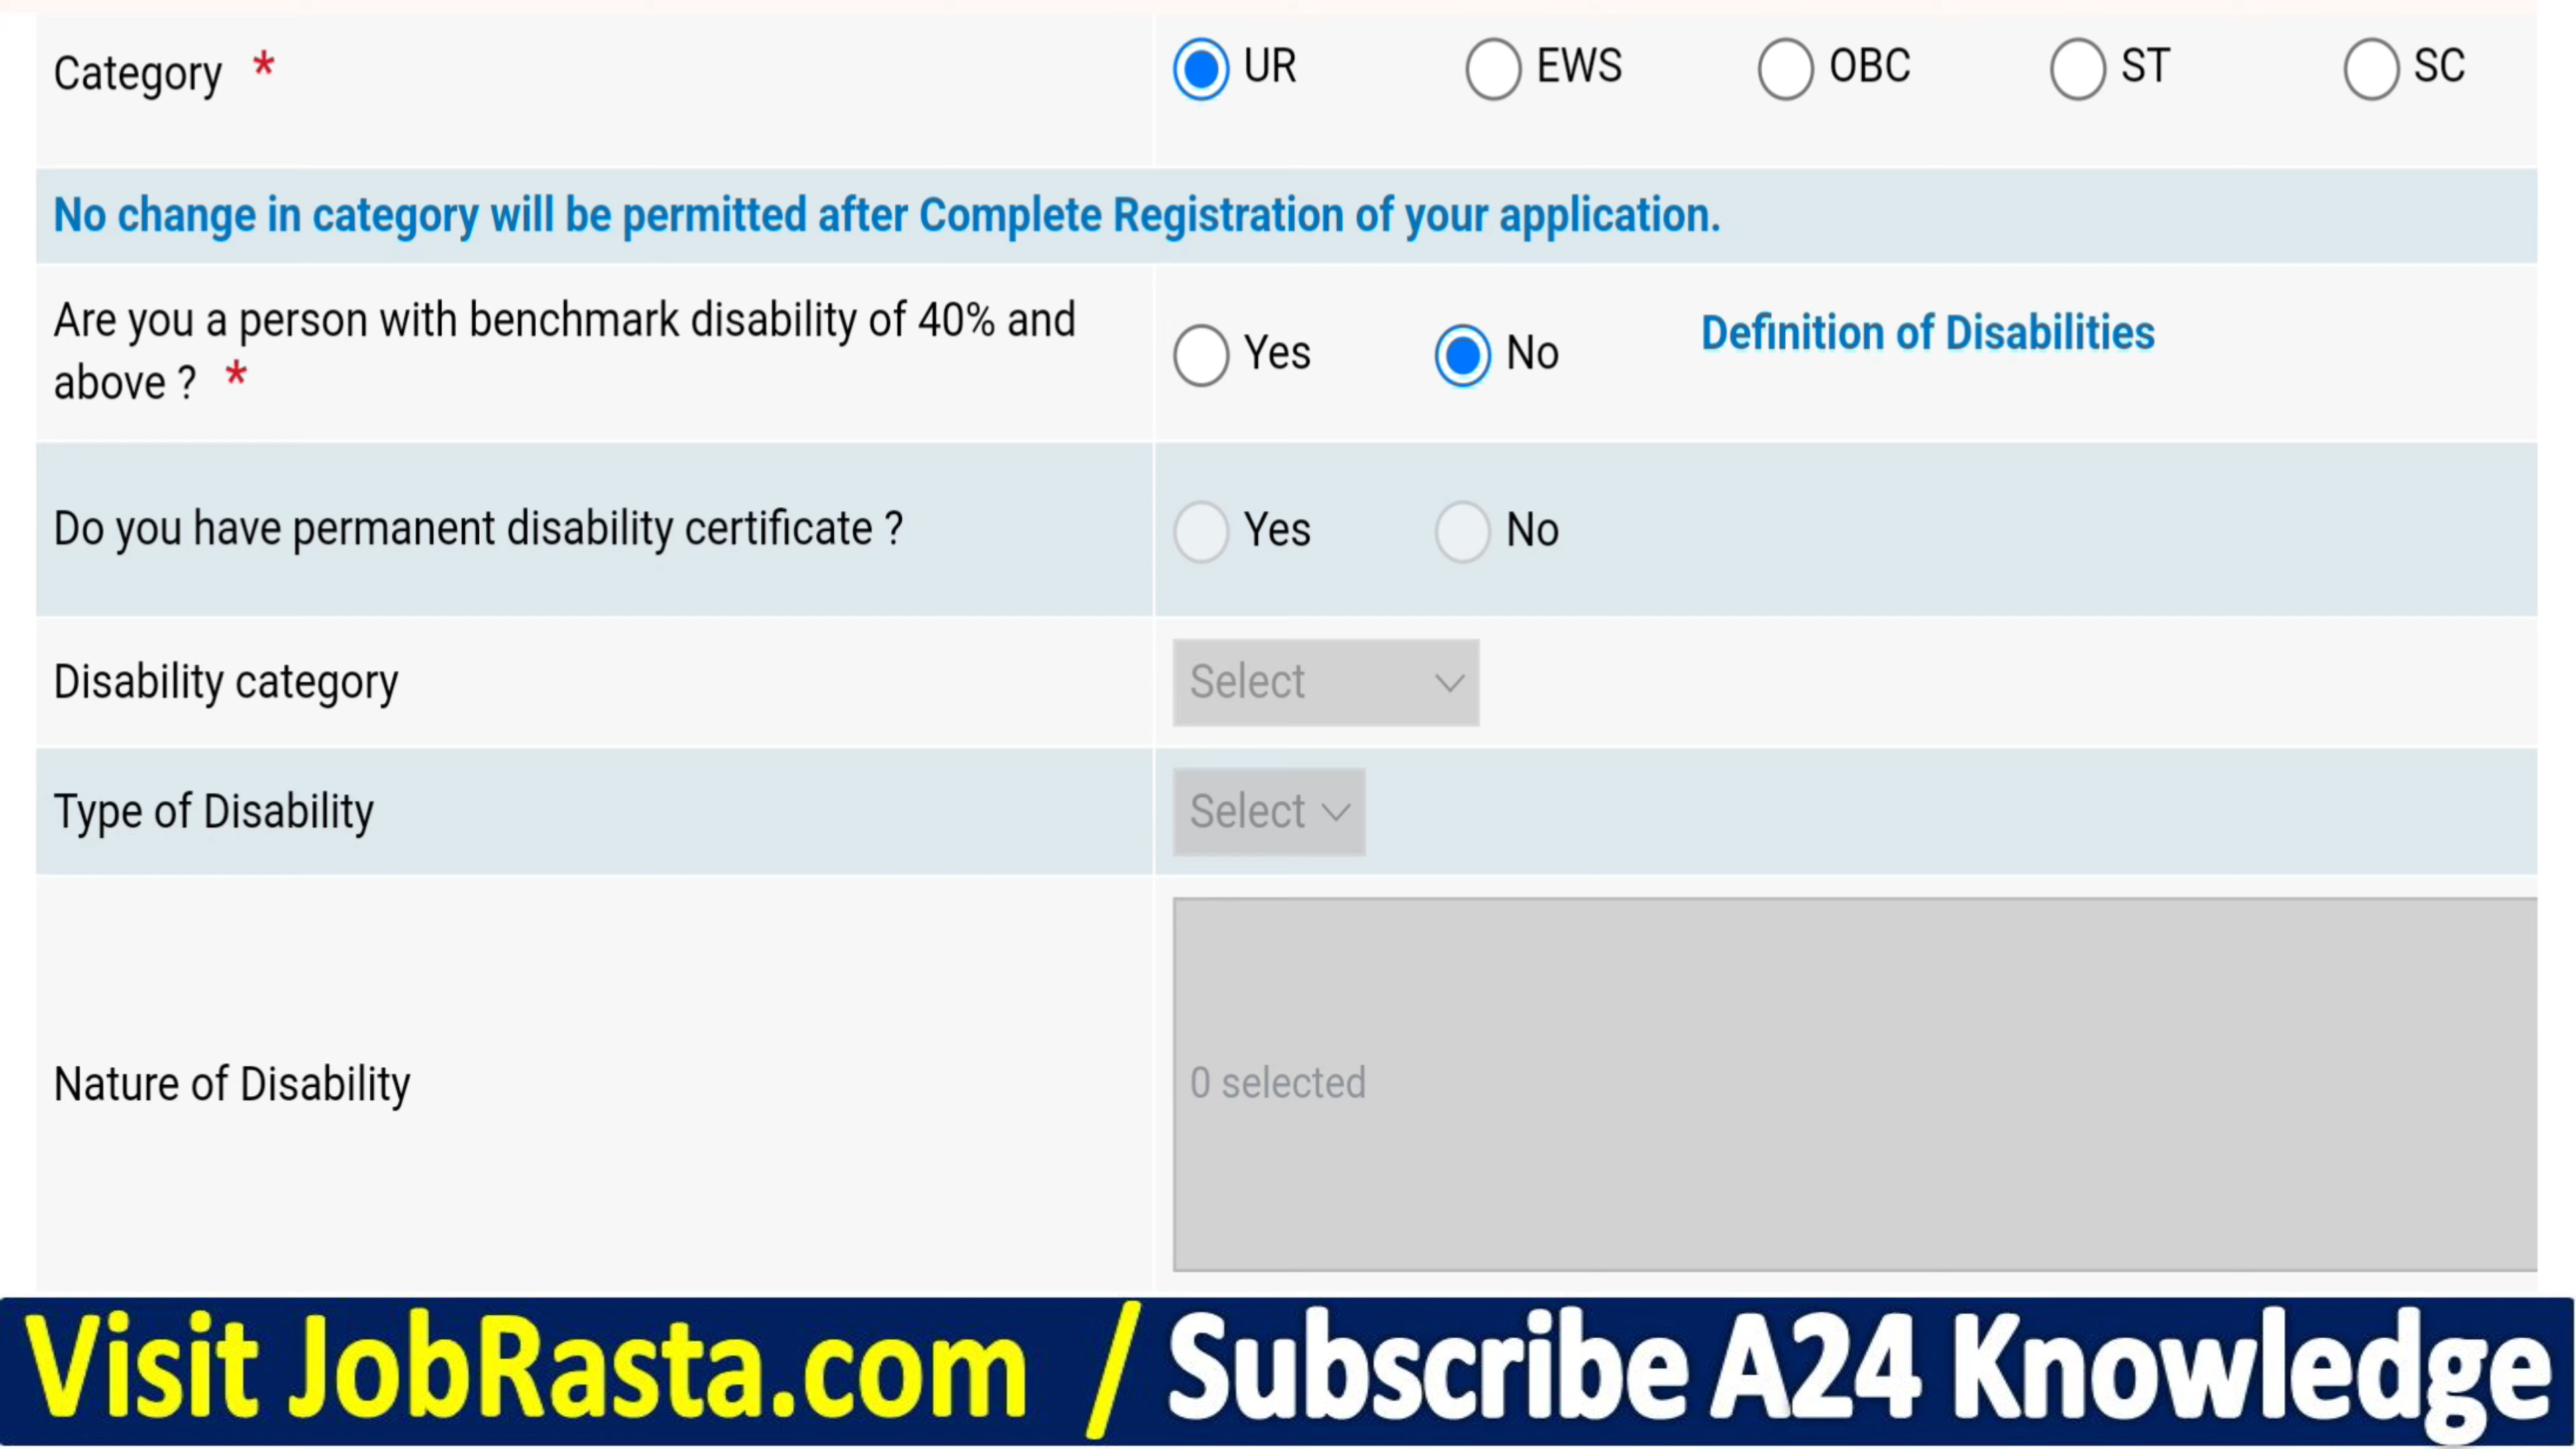 Category * UR EWS OBC ST SC
No change in category will be permitted after Complete Registration of your application.
Are you a person with benchmark disability of 40% and
above ? * Yes No Definition of Disabilities
Do you have permanent disability certificate ? Yes No
Disability category Select
Type of Disability Select
Nature of Disability 0 selected
Visit JobRasta.com / Subscribe A24 Knowledge